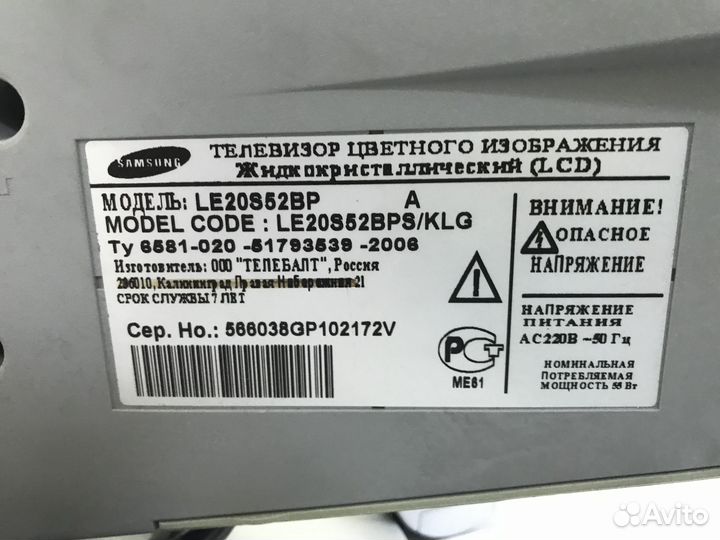 SAMSUNG
ТЕЛЕВИЗОР ЦВЕТНОГО ИЗОБРАЖЕНИЯ
Жидкокристаллический (LCD)
МОДЕЛЬ: LE20S52BP A
MODEL CODE : LE20S52BPS/KLG
Ту 6581-020 -51793539 -2006
Изготовитель: ООО "ТЕЛЕБАЛТ", Россия
236010, Калининград Правая Набережная 21
СРОК СЛУЖБЫ 7 ЛЕТ
Сер. Но.: 566038GP102172V
РСТ
МЕ61
ВНИМАНИЕ!
ОПАСНОЕ
НАПРЯЖЕНИЕ
НАПРЯЖЕНИЕ
ПИТАНИЯ
АС 220В ~50 Гц
НОМИНАЛЬНАЯ
ПОТРЕБЛЯЕМАЯ
МОЩНОСТЬ 55 Вт
Avito